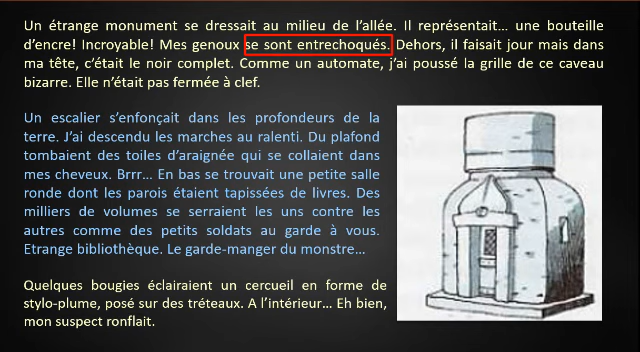 Un étrange monument se dressait au milieu de l’allée. Il représentait… une bouteille
d’encre! Incroyable! Mes genoux se sont entrechoqués. Dehors, il faisait jour mais dans
ma tête, c’était le noir complet. Comme un automate, j’ai poussé la grille de ce caveau
bizarre. Elle n’était pas fermée à clef.
Un escalier s’enfonçait dans les profondeurs de la
terre. J’ai descendu les marches au ralenti. Du plafond
tombaient des toiles d’araignée qui se collaient dans
mes cheveux. Brrr… En bas se trouvait une petite salle
ronde dont les parois étaient tapissées de livres. Des
milliers de volumes se serraient les uns contre les
autres comme des petits soldats au garde à vous.
Etrange bibliothèque. Le garde-manger du monstre…
Quelques bougies éclairaient un cercueil en forme de
stylo-plume, posé sur des tréteaux. A l’intérieur… Eh bien,
mon suspect ronflait.